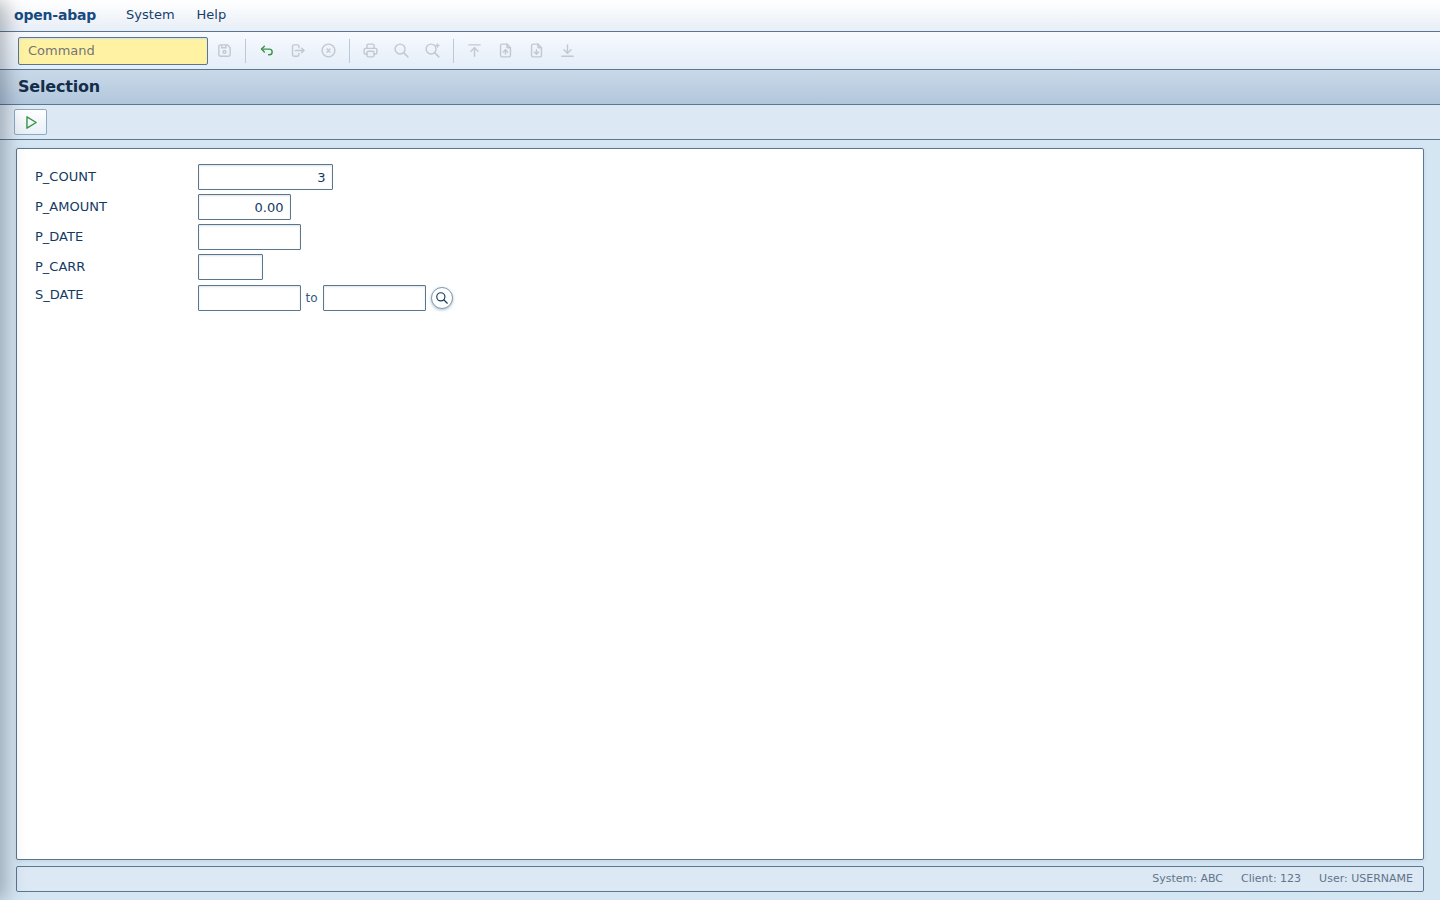 open-abap System Help
Command
Selection
P_COUNT 3
P_AMOUNT 0.00
P_DATE
P_CARR
S_DATE to
System: ABC Client: 123 User: USERNAME